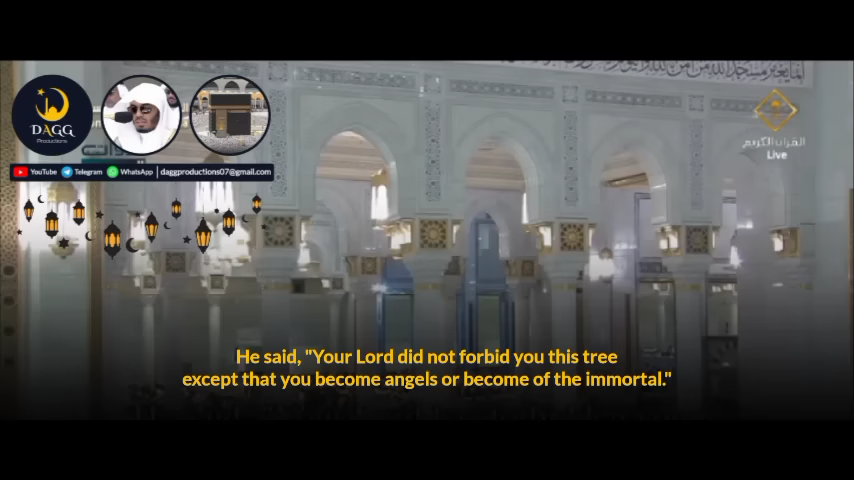 DAGG
Productions
YouTube Telegram WhatsApp | daggproductions07@gmail.com
القرآن الكريم
Live
He said, "Your Lord did not forbid you this tree
except that you become angels or become of the immortal."